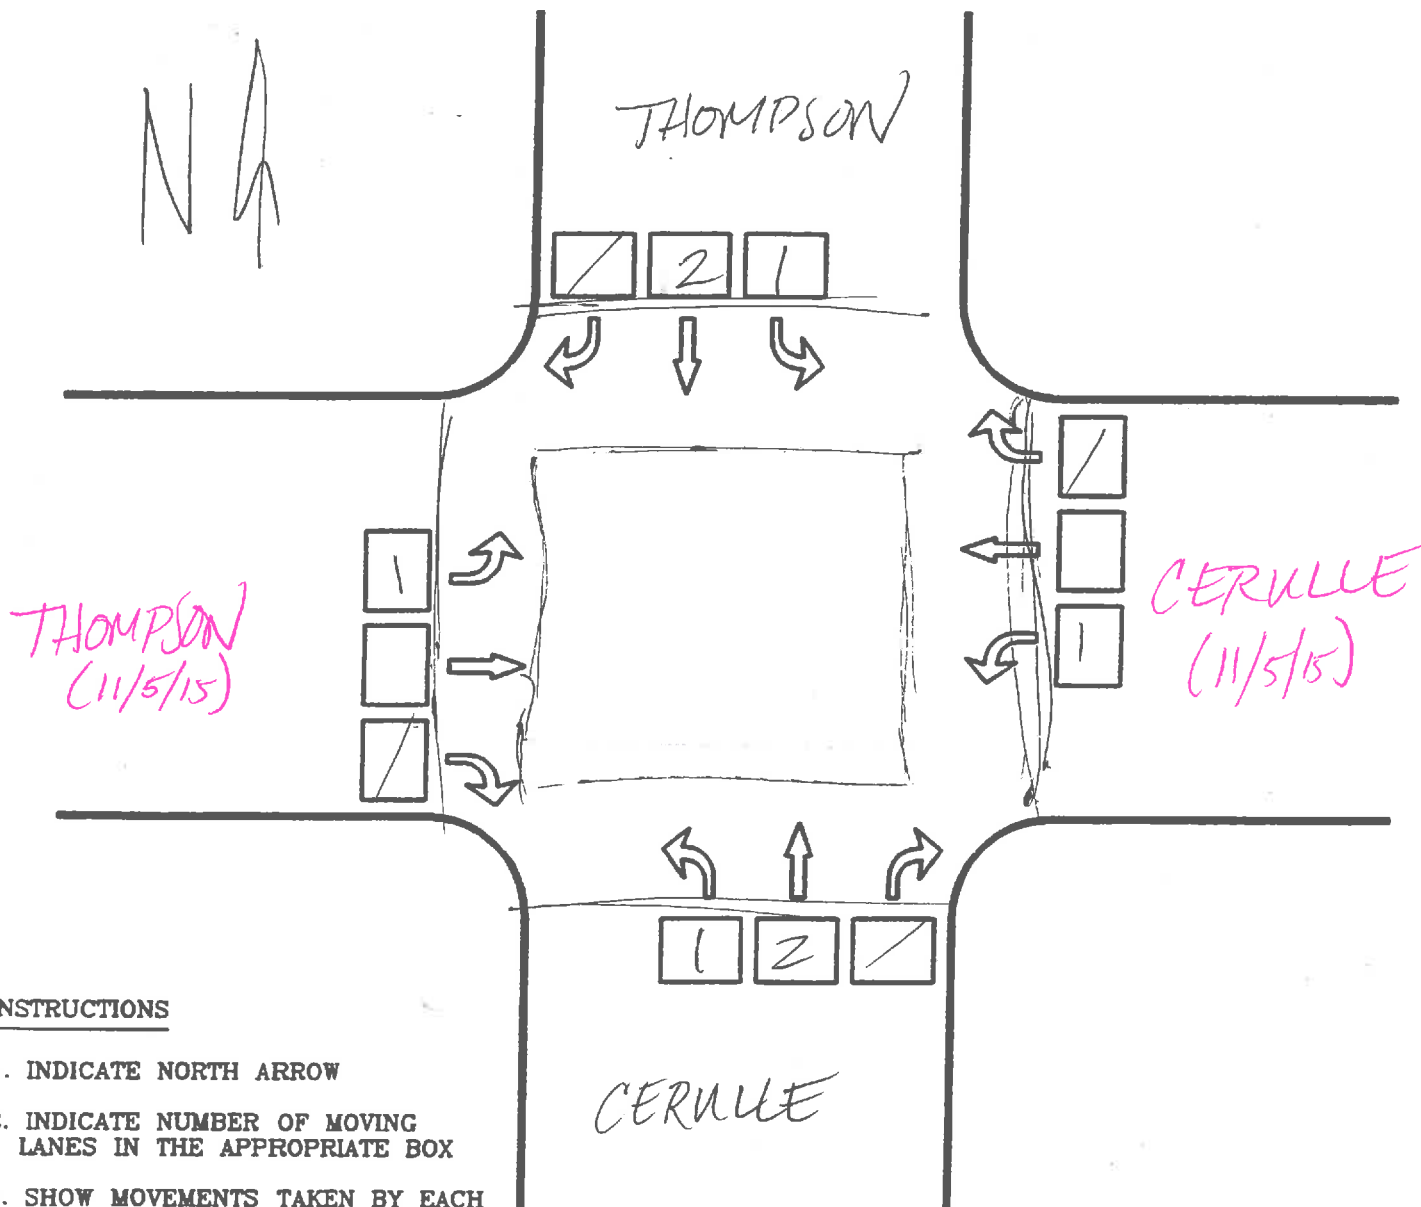 N
THOMPSON
/ 2 1
/
1
1
THOMPSON
(11/5/15)
CERULLE
(11/5/15)
1
/
1 2 /
NSTRUCTIONS
. INDICATE NORTH ARROW
. INDICATE NUMBER OF MOVING
LANES IN THE APPROPRIATE BOX
. SHOW MOVEMENTS TAKEN BY EACH
CERULLE